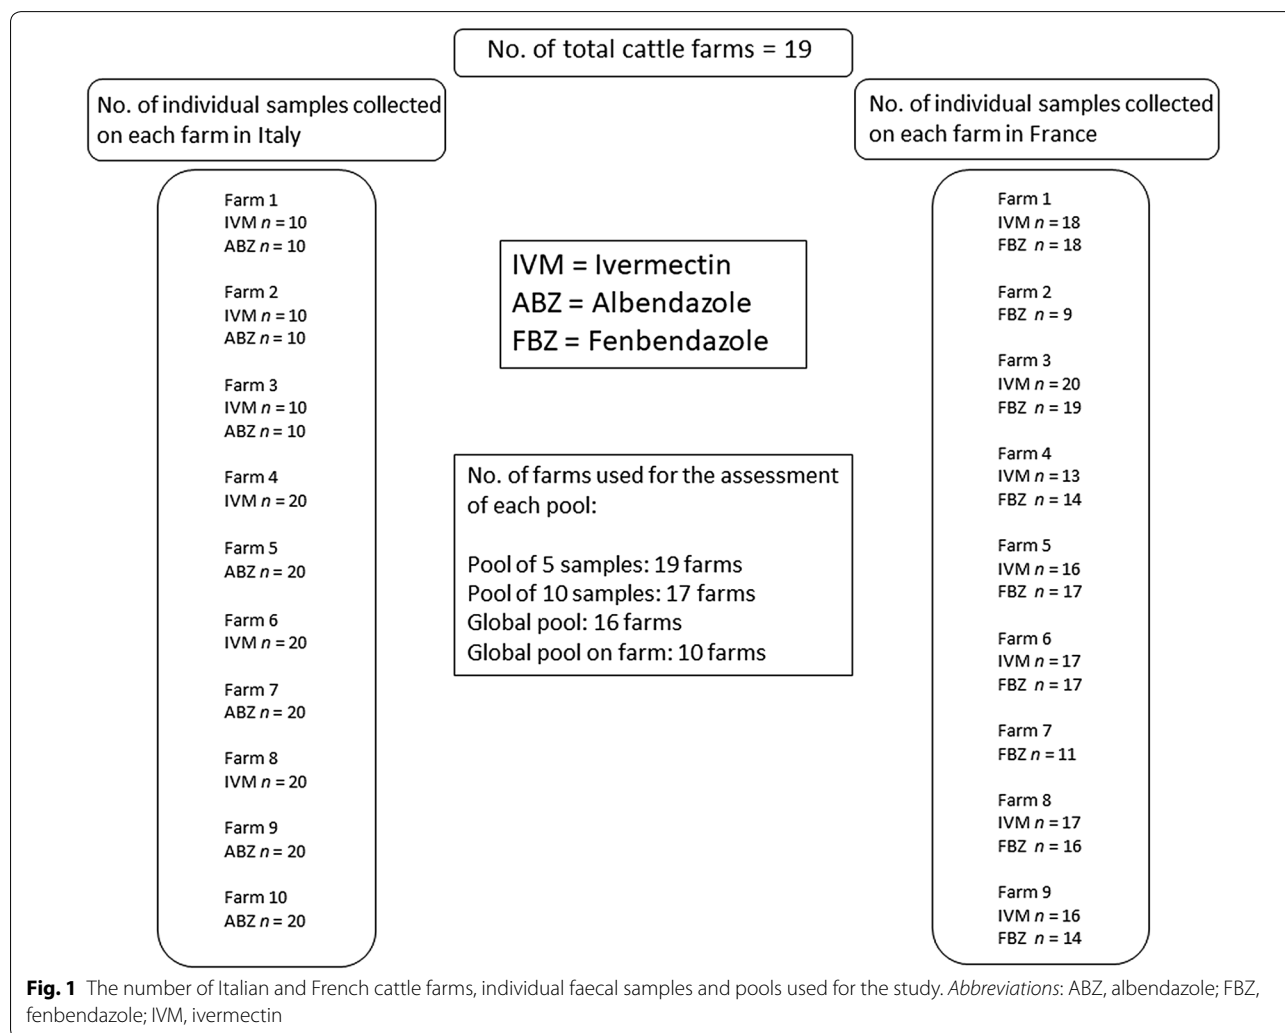 No. of total cattle farms = 19
No. of individual samples collected
on each farm in Italy
Farm 1
IVM n = 10
ABZ n = 10
Farm 2
IVM n = 10
ABZ n = 10
Farm 3
IVM n = 10
ABZ n = 10
Farm 4
IVM n = 20
Farm 5
ABZ n = 20
Farm 6
IVM n = 20
Farm 7
ABZ n = 20
Farm 8
IVM n = 20
Farm 9
ABZ n = 20
Farm 10
ABZ n = 20
IVM = Ivermectin
ABZ = Albendazole
FBZ = Fenbendazole
No. of farms used for the assessment
of each pool:
Pool of 5 samples: 19 farms
Pool of 10 samples: 17 farms
Global pool: 16 farms
Global pool on farm: 10 farms
No. of individual samples collected
on each farm in France
Farm 1
IVM n = 18
FBZ n = 18
Farm 2
FBZ n = 9
Farm 3
IVM n = 20
FBZ n = 19
Farm 4
IVM n = 13
FBZ n = 14
Farm 5
IVM n = 16
FBZ n = 17
Farm 6
IVM n = 17
FBZ n = 17
Farm 7
FBZ n = 11
Farm 8
IVM n = 17
FBZ n = 16
Farm 9
IVM n = 16
FBZ n = 14
Fig. 1 The number of Italian and French cattle farms, individual faecal samples and pools used for the study. Abbreviations: ABZ, albendazole; FBZ,
fenbendazole; IVM, ivermectin